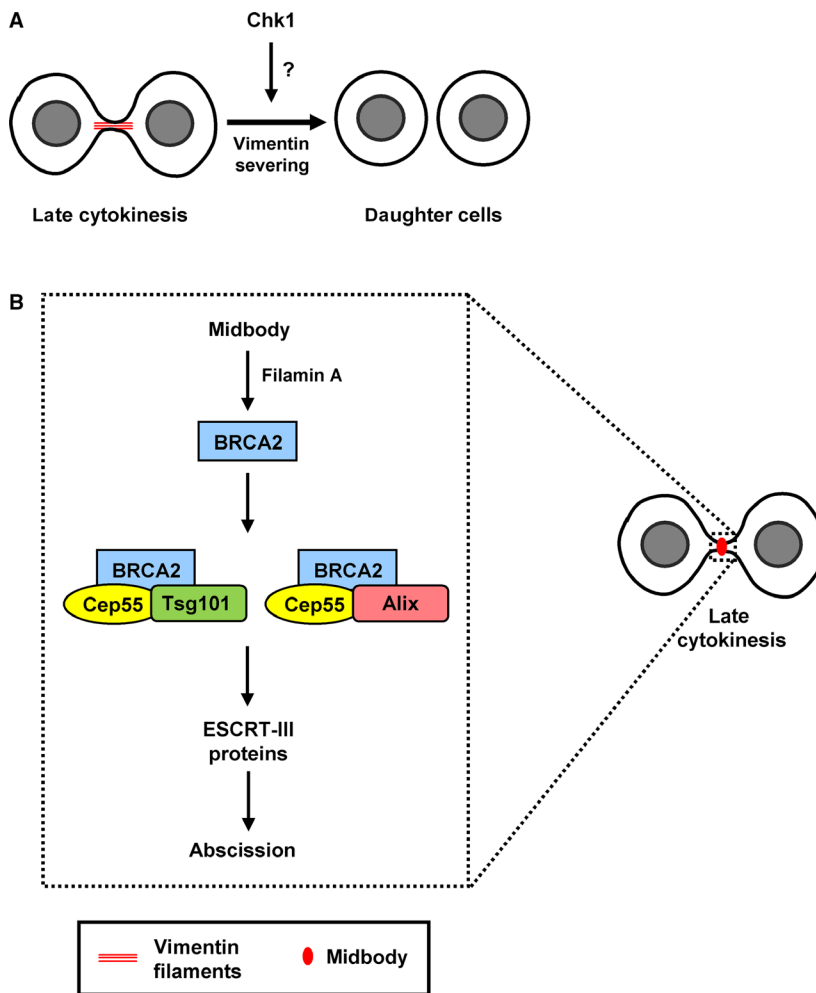 A
Chk1
?
Vimentin
severing
Late cytokinesis
Daughter cells
B
Midbody
Filamin A
BRCA2
BRCA2
Cep55
Tsg101
BRCA2
Cep55
Alix
ESCRT-III
proteins
Abscission
Late
cytokinesis
Vimentin
filaments
Midbody